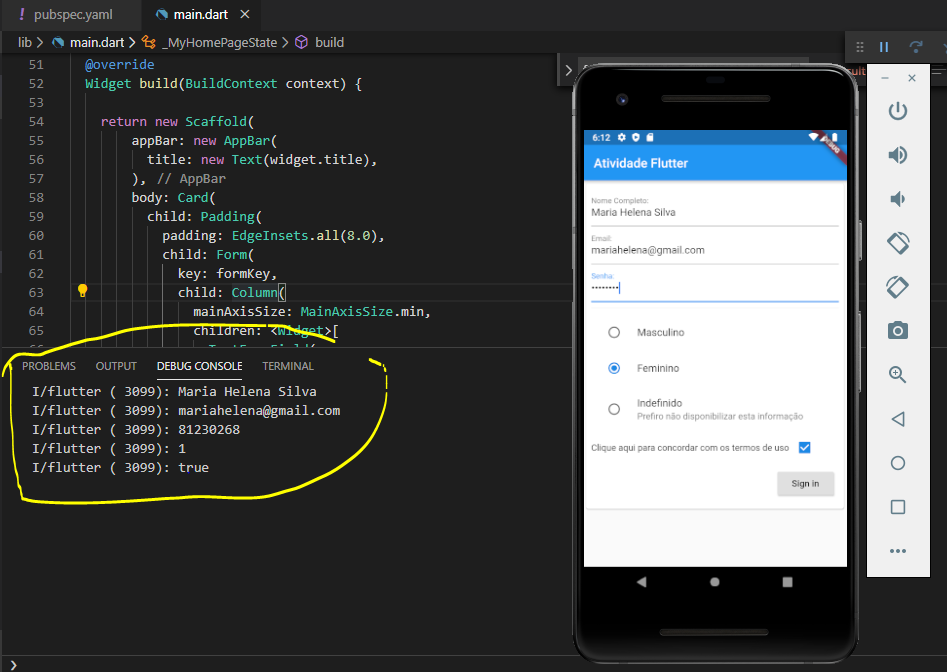 pubspec.yaml
main.dart
lib > main.dart > _MyHomePageState > build
51 @override
52 Widget build(BuildContext context) {
53
54 return new Scaffold(
55 appBar: new AppBar(
56 title: new Text(widget.title),
57 ), // AppBar
58 body: Card(
59 child: Padding(
60 padding: EdgeInsets.all(8.0),
61 child: Form(
62 key: formKey,
63 child: Column(
64 mainAxisSize: MainAxisSize.min,
65 children: <Widget>[
PROBLEMS OUTPUT DEBUG CONSOLE TERMINAL
I/flutter ( 3099): Maria Helena Silva
I/flutter ( 3099): mariahelena@gmail.com
I/flutter ( 3099): 81230268
I/flutter ( 3099): 1
I/flutter ( 3099): true
6:12
DEBUG
Atividade Flutter
Nome Completo:
Maria Helena Silva
Email:
mariahelena@gmail.com
Senha:
••••••••
Masculino
Feminino
Indefinido
Prefiro não disponibilizar esta informação
Clique aqui para concordar com os termos de uso
Sign in